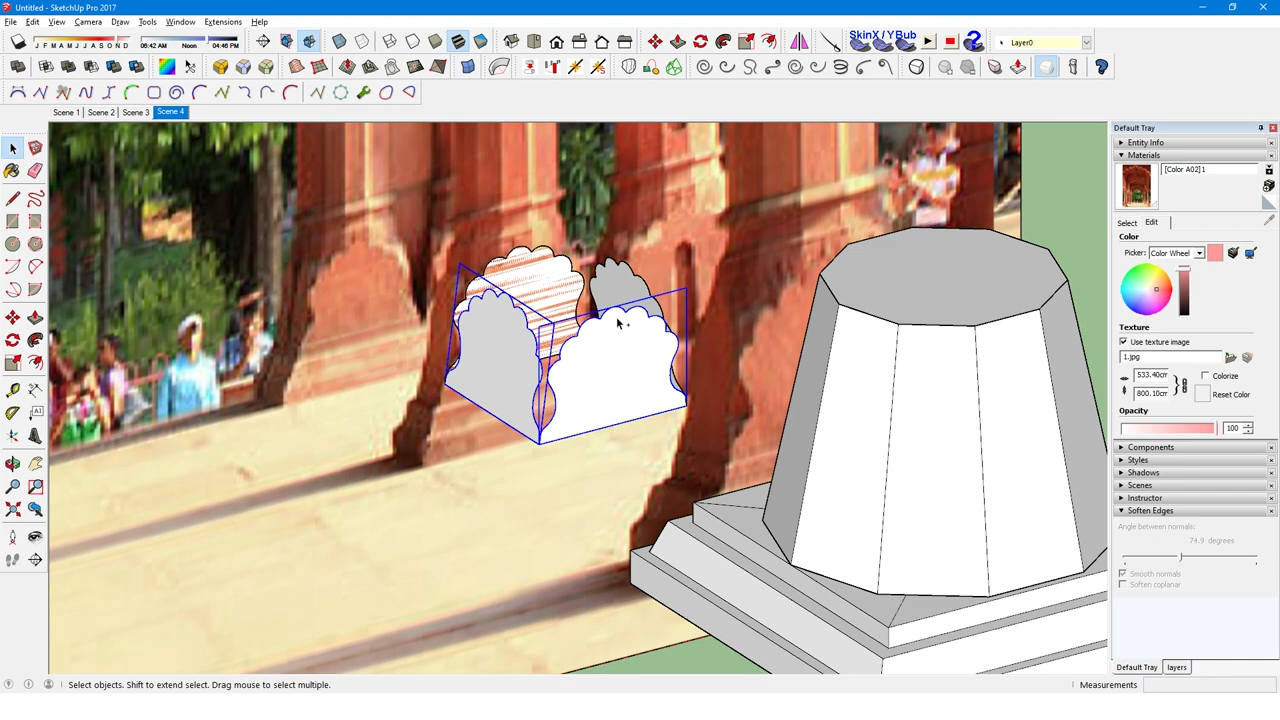 Untitled - SketchUp Pro 2017
File Edit View Camera Draw Tools Window Extensions Help
J F M A M J J A S O N D 06:42 AM Noon 04:46 PM SkinX / YBub Layer0
Scene 1 Scene 2 Scene 3 Scene 4
Default Tray
Entity Info
Materials
[Color A02]1
Select Edit
Color
Picker: Color Wheel
Texture
Use texture image
1.jpg
533.40cm Colorize
800.10cm Reset Color
Opacity
100
Components
Styles
Shadows
Scenes
Instructor
Soften Edges
Angle between normals:
74.9 degrees
Smooth normals
Soften coplanar
Default Tray layers
Select objects. Shift to extend select. Drag mouse to select multiple. Measurements